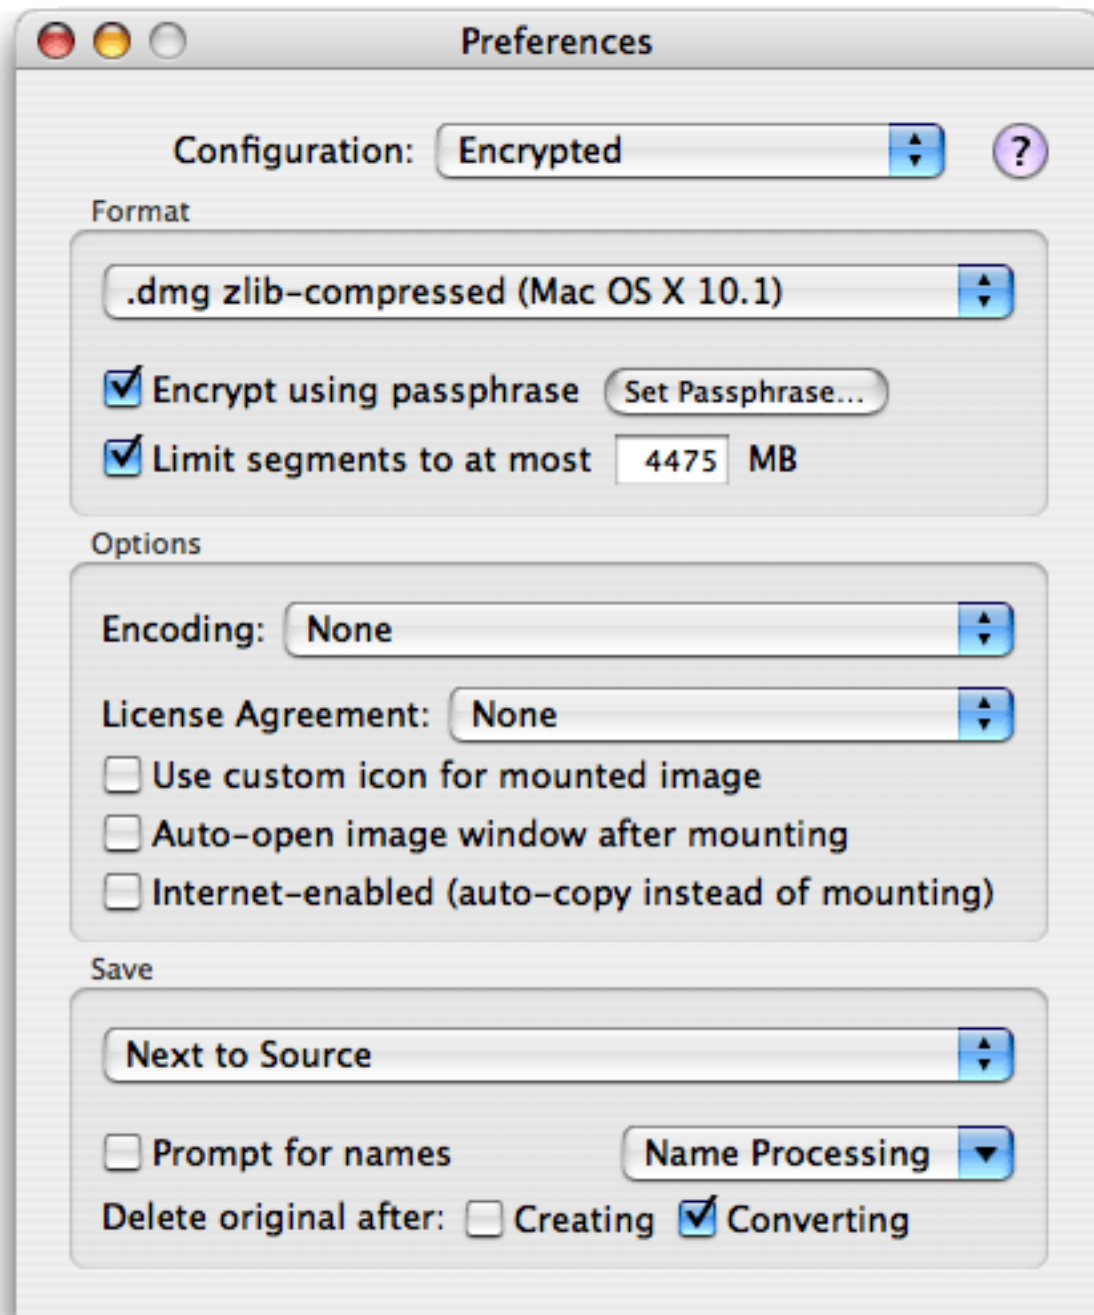 Preferences
Configuration: Encrypted ?
Format
.dmg zlib-compressed (Mac OS X 10.1)
Encrypt using passphrase Set Passphrase...
Limit segments to at most 4475 MB
Options
Encoding: None
License Agreement: None
Use custom icon for mounted image
Auto-open image window after mounting
Internet-enabled (auto-copy instead of mounting)
Save
Next to Source
Prompt for names Name Processing
Delete original after: Creating Converting